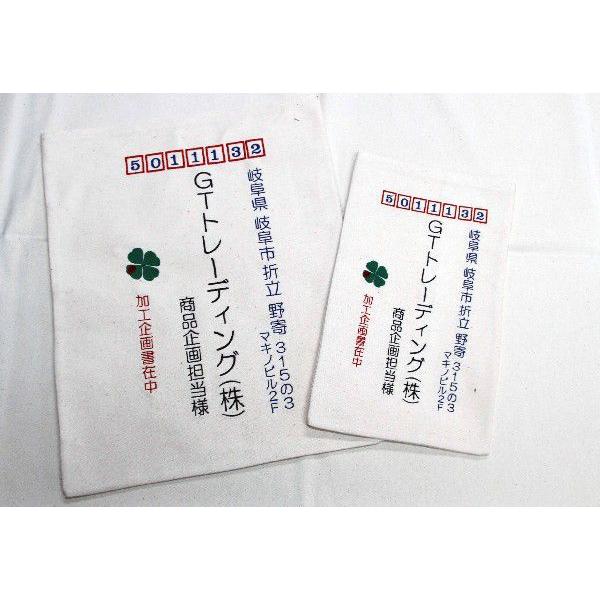 5011132
岐阜県 岐阜市 折立 野寄 315の3
マキノビル2F
GTトレーディング(株)
商品企画担当様
加工企画書在中
5011132
岐阜県 岐阜市 折立 野寄 315の3
マキノビル2F
GTトレーディング(株)
商品企画担当様
加工企画書在中